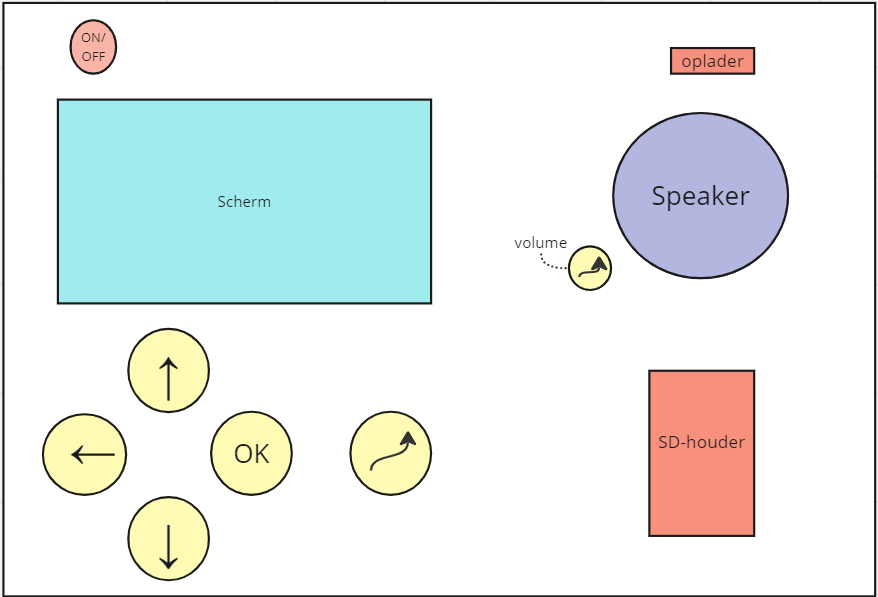 ON/
OFF
oplader
Scherm
Speaker
volume
OK
SD-houder